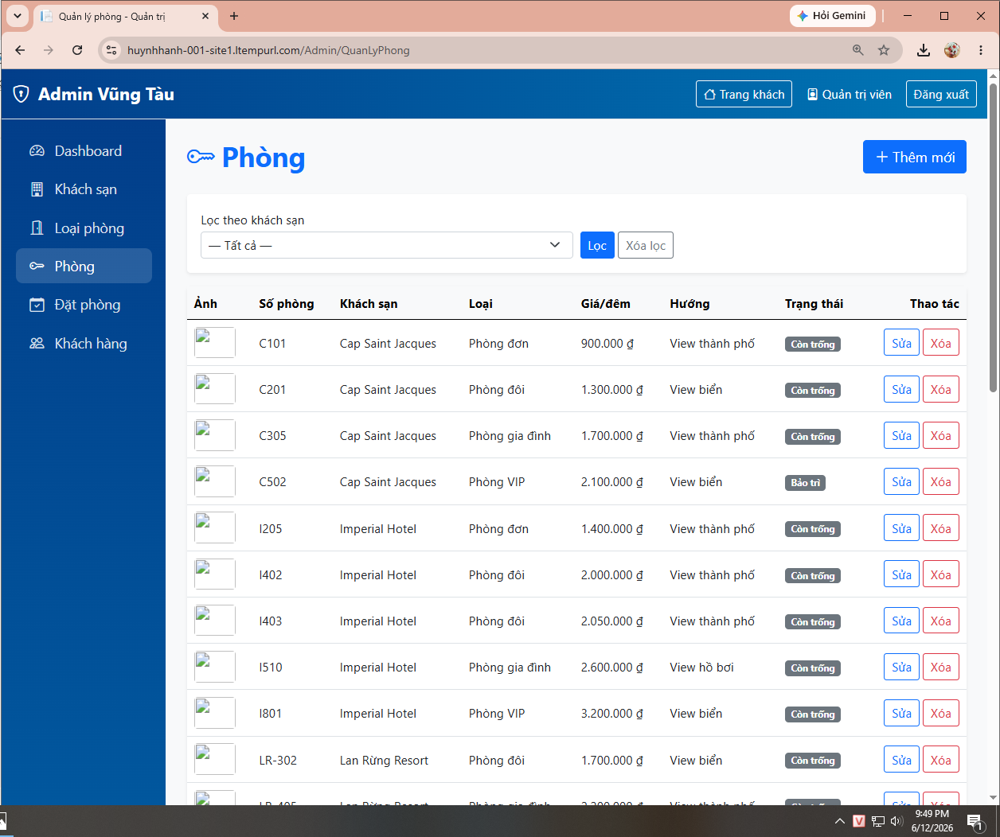 Quản lý phòng - Quản trị
Hỏi Gemini
huynhhanh-001-site1.ltempurl.com/Admin/QuanLyPhong
Admin Vũng Tàu
Trang khách
Quản trị viên
Đăng xuất
Dashboard
Khách sạn
Loại phòng
Phòng
Đặt phòng
Khách hàng
Phòng
Thêm mới
Lọc theo khách sạn
— Tất cả —
Lọc
Xóa lọc
Ảnh Số phòng Khách sạn Loại Giá/đêm Hướng Trạng thái Thao tác
C101 Cap Saint Jacques Phòng đơn 900.000 ₫ View thành phố Còn trống Sửa Xóa
C201 Cap Saint Jacques Phòng đôi 1.300.000 ₫ View biển Còn trống Sửa Xóa
C305 Cap Saint Jacques Phòng gia đình 1.700.000 ₫ View thành phố Còn trống Sửa Xóa
C502 Cap Saint Jacques Phòng VIP 2.100.000 ₫ View biển Bảo trì Sửa Xóa
I205 Imperial Hotel Phòng đơn 1.400.000 ₫ View thành phố Còn trống Sửa Xóa
I402 Imperial Hotel Phòng đôi 2.000.000 ₫ View thành phố Còn trống Sửa Xóa
I403 Imperial Hotel Phòng đôi 2.050.000 ₫ View thành phố Còn trống Sửa Xóa
I510 Imperial Hotel Phòng gia đình 2.600.000 ₫ View hồ bơi Còn trống Sửa Xóa
I801 Imperial Hotel Phòng VIP 3.200.000 ₫ View biển Còn trống Sửa Xóa
LR-302 Lan Rừng Resort Phòng đôi 1.700.000 ₫ View biển Còn trống Sửa Xóa
Lan Rừng Resort Phòng gia đình
V
9:49 PM
6/12/2026
1